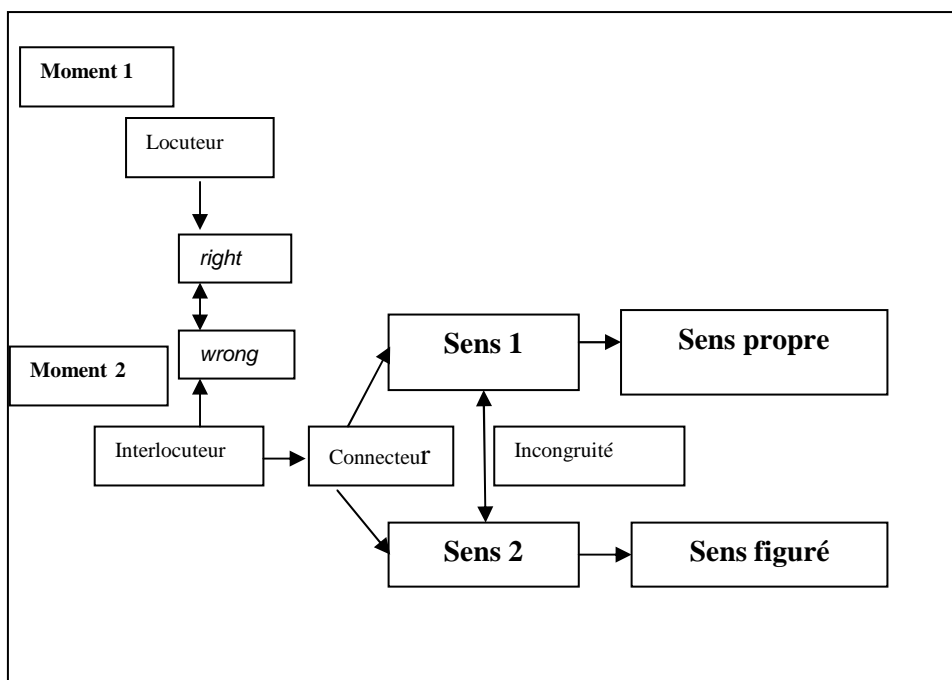 Moment 1
Locuteur
right
wrong
Moment 2
Sens 1
Sens propre
Interlocuteur
Connecteur
Incongruité
Sens 2
Sens figuré